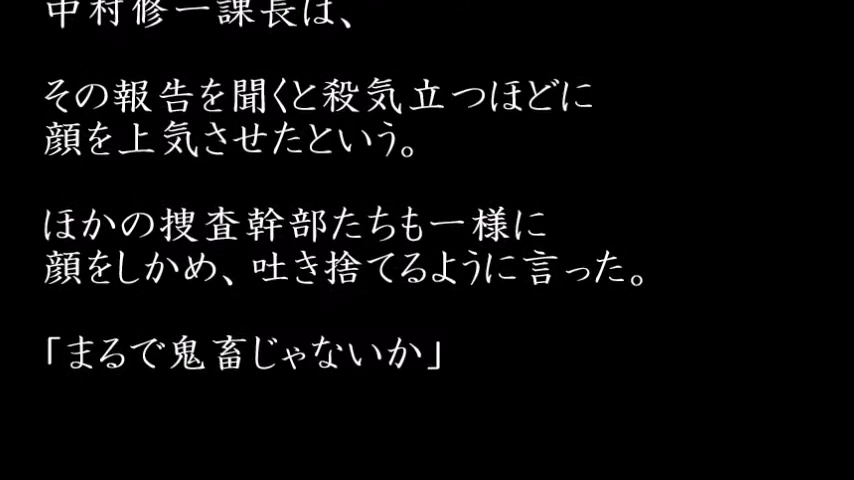 中村修一課長は、
その報告を聞くと殺気立つほどに
顔を上気させたという。
ほかの捜査幹部たちも一様に
顔をしかめ、吐き捨てるように言った。
「まるで鬼畜じゃないか」